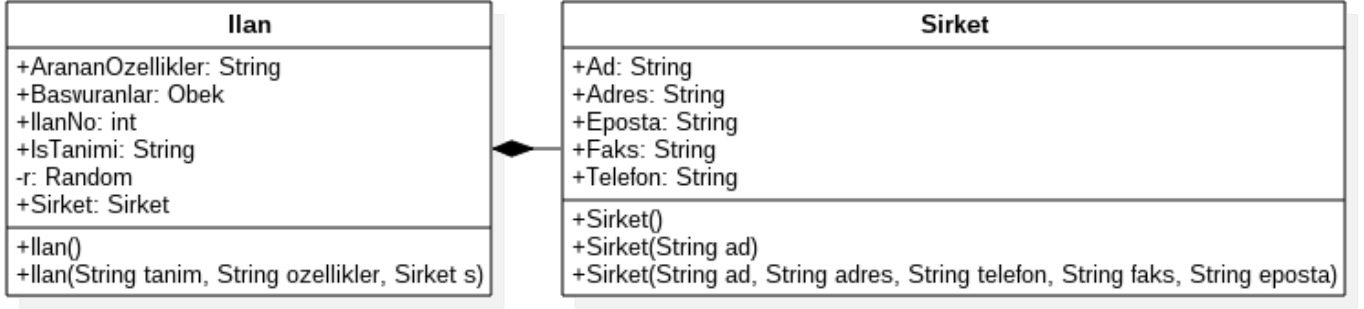 Ilan
+ArananOzellikler: String
+Basvuranlar: Obek
+IlanNo: int
+IsTanimi: String
-r: Random
+Sirket: Sirket
+Ilan()
+Ilan(String tanim, String ozellikler, Sirket s)
Sirket
+Ad: String
+Adres: String
+Eposta: String
+Faks: String
+Telefon: String
+Sirket()
+Sirket(String ad)
+Sirket(String ad, String adres, String telefon, String faks, String eposta)